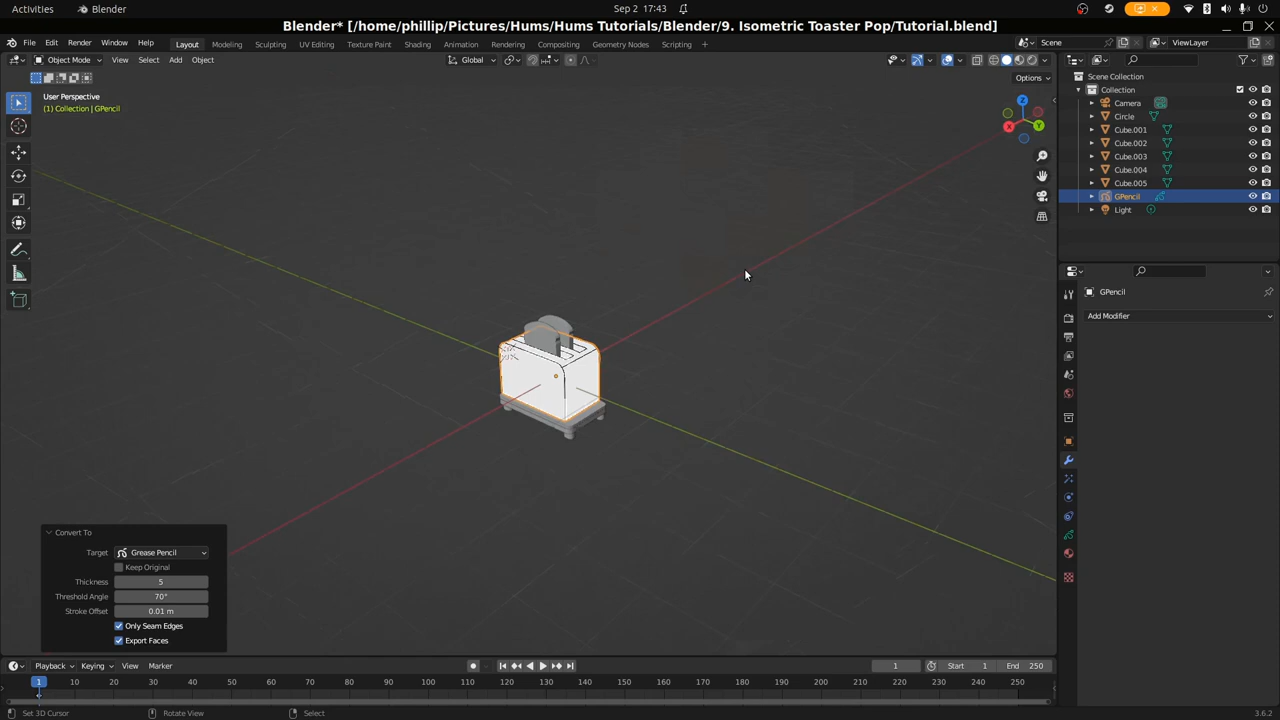 Activities
Blender
Sep 2 17:43
Blender* [/home/phillip/Pictures/Hums/Hums Tutorials/Blender/9. Isometric Toaster Pop/Tutorial.blend]
File Edit Render Window Help
Layout Modeling Sculpting UV Editing Texture Paint Shading Animation Rendering Compositing Geometry Nodes Scripting +
Scene
ViewLayer
Object Mode View Select Add Object
Global
Options
User Perspective
(1) Collection | GPencil
Z
X
Y
Scene Collection
Collection
Camera
Circle
Cube.001
Cube.002
Cube.003
Cube.004
Cube.005
GPencil
Light
GPencil
Add Modifier
Convert To
Target Grease Pencil
Keep Original
Thickness 5
Threshold Angle 70°
Stroke Offset 0.01 m
Only Seam Edges
Export Faces
Playback Keying View Marker
1 Start 1 End 250
1 10 20 30 40 50 60 70 80 90 100 110 120 130 140 150 160 170 180 190 200 210 220 230 240 250
Set 3D Cursor Rotate View Select
3.6.2